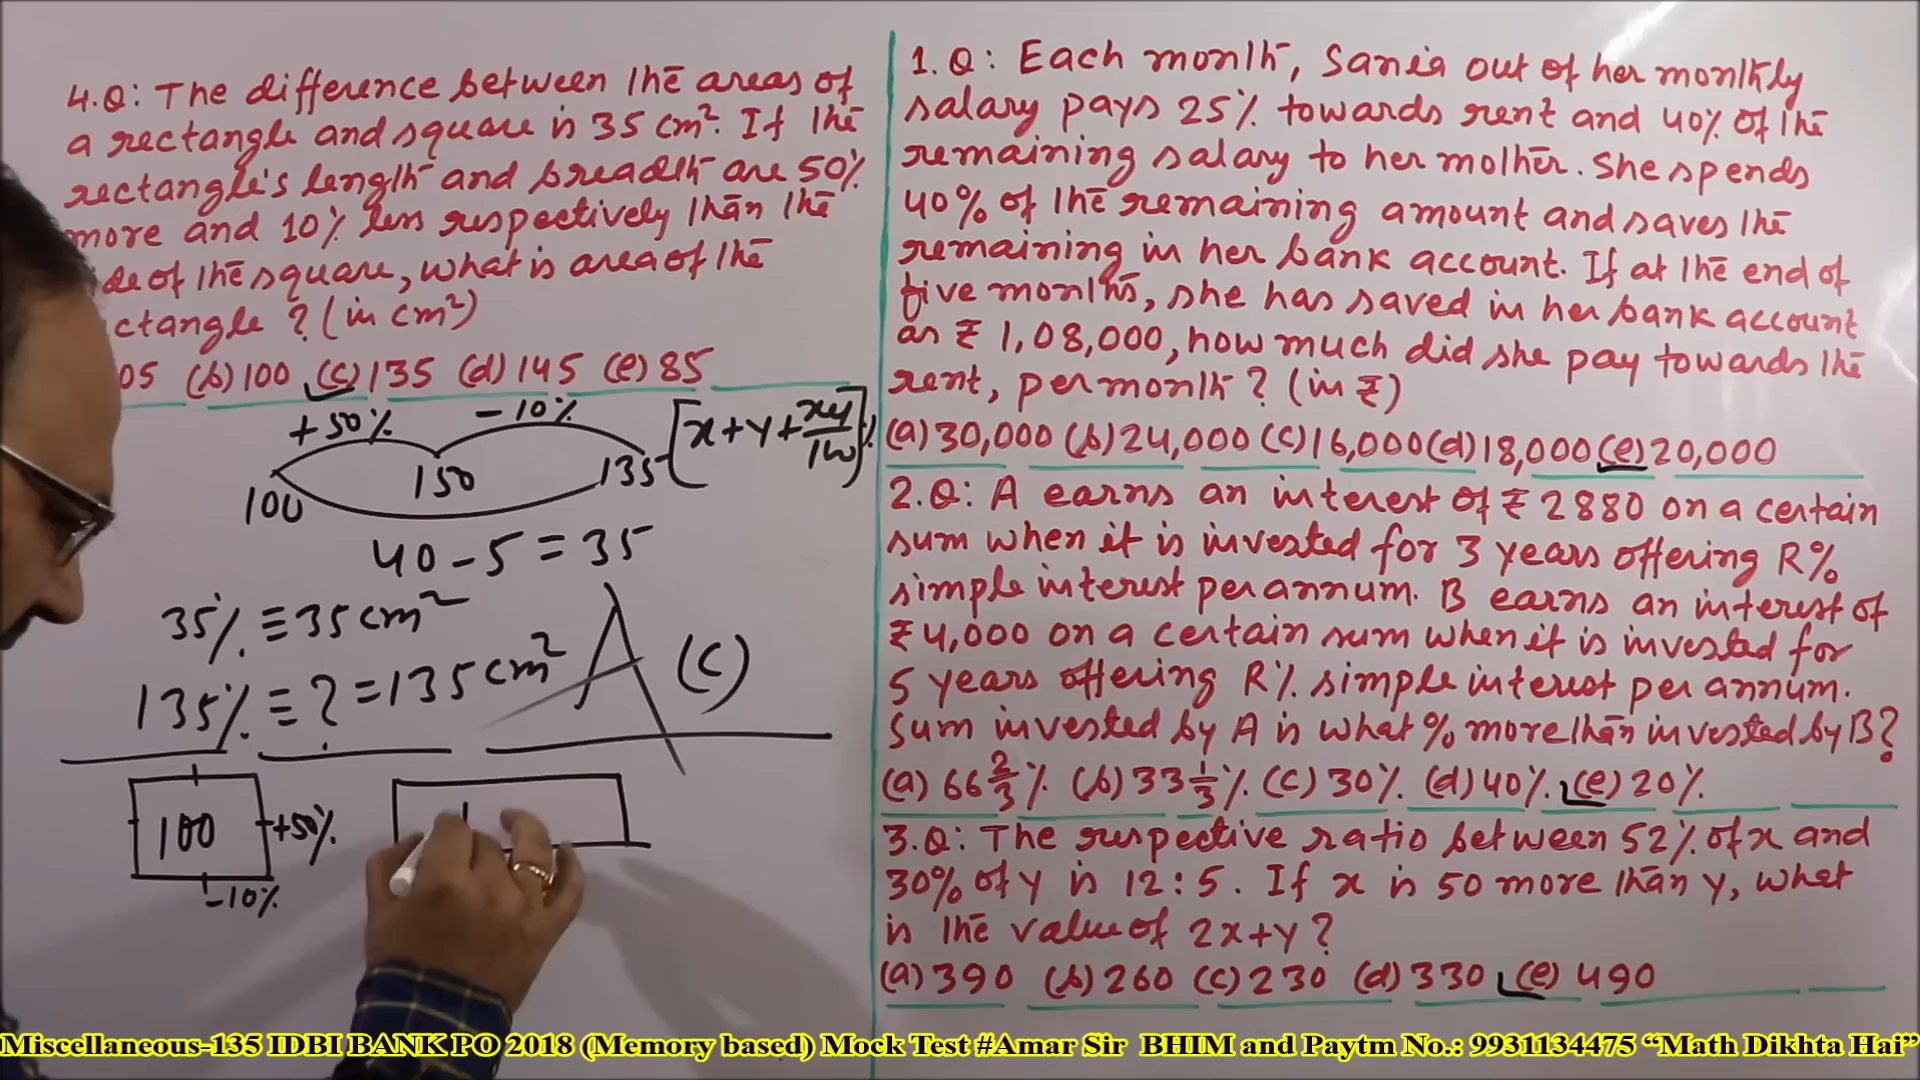 4.Q: The difference between the areas of
a rectangle and square is 35 cm². If the
rectangle's length and breadth are 50%
more and 10% less respectively than the
de of the square, what is area of the
ctangle ? (in cm²)
05 (b) 100 (c) 135 (d) 145 (e) 85
+50% -10%
100 150 135 [x+y+xy/100]%
40-5=35
35% ≡ 35cm²
135% ≡ ? = 135 cm² A (C)
100 +50%
-10%
1.Q: Each month, Sania out of her monthly
salary pays 25% towards rent and 40% of the
remaining salary to her mother. She spends
40% of the remaining amount and saves the
remaining in her bank account. If at the end of
five months, she has saved in her bank account
as ₹ 1,08,000, how much did she pay towards the
rent, per month ? (in ₹)
(a) 30,000 (b) 24,000 (c) 16,000 (d) 18,000 (e) 20,000
2.Q: A earns an interest of ₹ 2880 on a certain
sum when it is invested for 3 years offering R%
simple interest per annum. B earns an interest of
₹ 4,000 on a certain sum when it is invested for
5 years offering R% simple interest per annum.
Sum invested by A is what % more than invested by B?
(a) 66 2/3 % (b) 33 1/3 % (c) 30% (d) 40% (e) 20%
3.Q: The respective ratio between 52% of x and
30% of y is 12:5. If x is 50 more than y, what
is the value of 2x+y ?
(a) 390 (b) 260 (c) 230 (d) 330 (e) 490
Miscellaneous-135 IDBI BANK PO 2018 (Memory based) Mock Test #Amar Sir BHIM and Paytm No.: 9931134475 “Math Dikhta Hai”